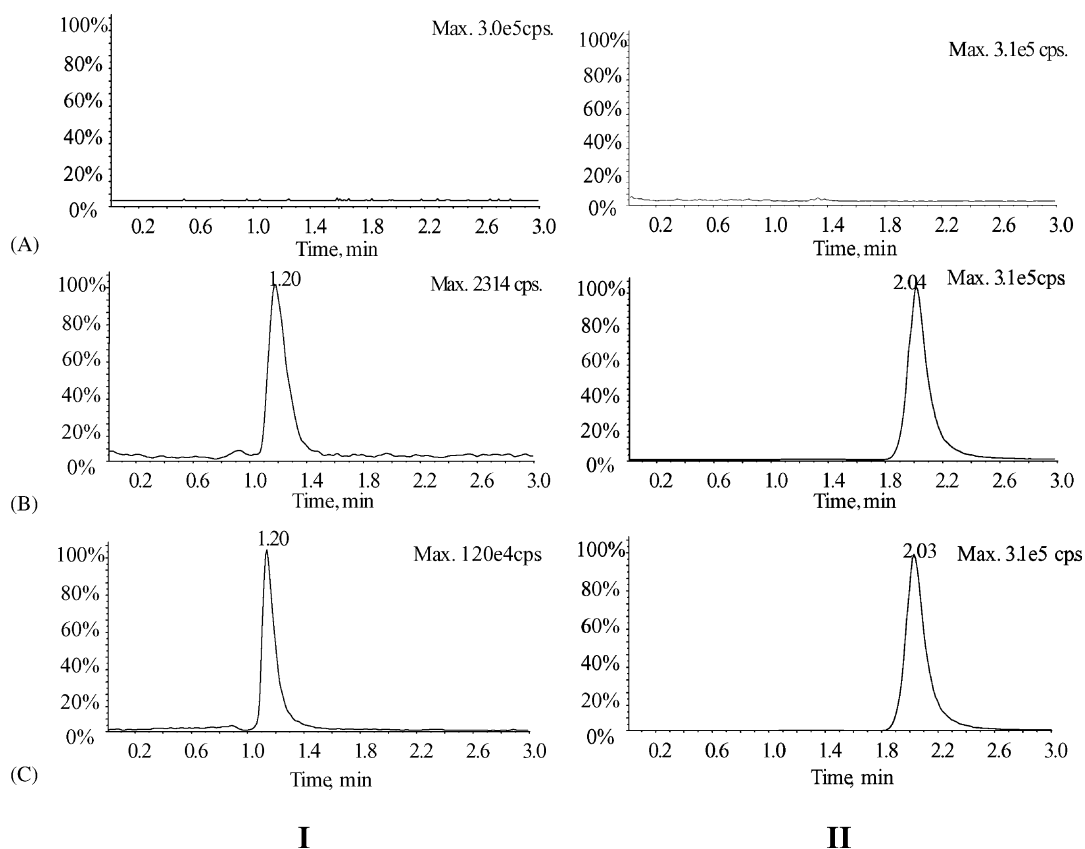 100%
80%
60%
40%
20%
0%
Max. 3.0e5cps.
0.2 0.6 1.0 1.4 1.8 2.2 2.6 3.0
Time, min
100%
80%
60%
40%
20%
0%
Max. 3.1e5 cps.
0.2 0.6 1.0 1.4 1.8 2.2 2.6 3.0
Time, min
(A)
100%
80%
60%
40%
20%
0%
1.20
Max. 2314 cps.
0.2 0.6 1.0 1.4 1.8 2.2 2.6 3.0
Time, min
100%
80%
60%
40%
20%
0%
2.04
Max. 3.1e5cps
0.2 0.6 1.0 1.4 1.8 2.2 2.6 3.0
Time, min
(B)
100%
80%
60%
40%
20%
0%
1.20
Max. 120e4cps
0.2 0.6 1.0 1.4 1.8 2.2 2.6 3.0
Time, min
100%
80%
60%
40%
20%
0%
2.03
Max. 3.1e5 cps
0.2 0.6 1.0 1.4 1.8 2.2 2.6 3.0
Time, min
(C)
I
II